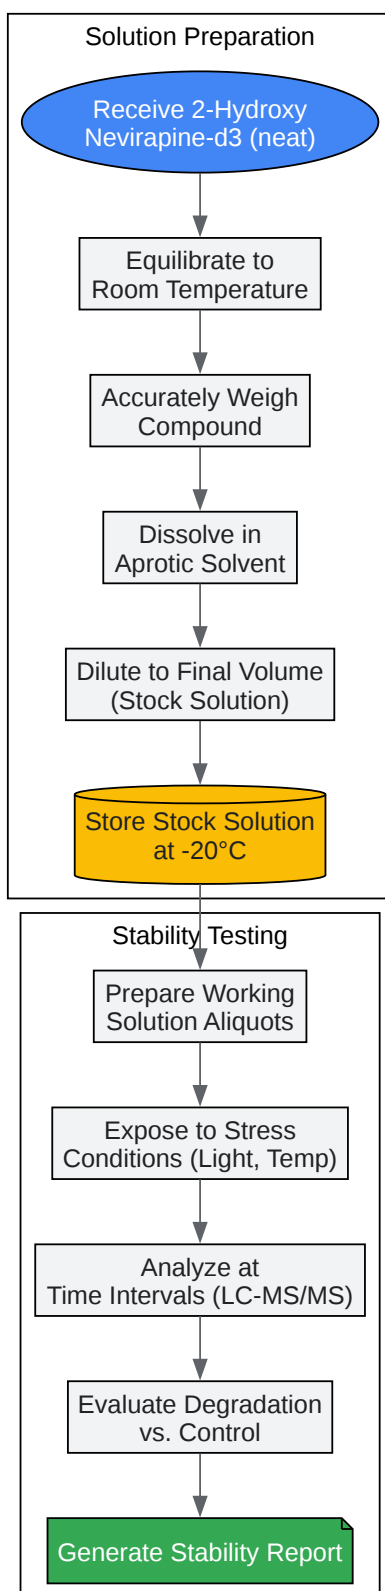 Solution Preparation
Receive 2-Hydroxy
Nevirapine-d3 (neat)
Equilibrate to
Room Temperature
Accurately Weigh
Compound
Dissolve in
Aprotic Solvent
Dilute to Final Volume
(Stock Solution)
Store Stock Solution
at -20°C
Stability Testing
Prepare Working
Solution Aliquots
Expose to Stress
Conditions (Light, Temp)
Analyze at
Time Intervals (LC-MS/MS)
Evaluate Degradation
vs. Control
Generate Stability Report